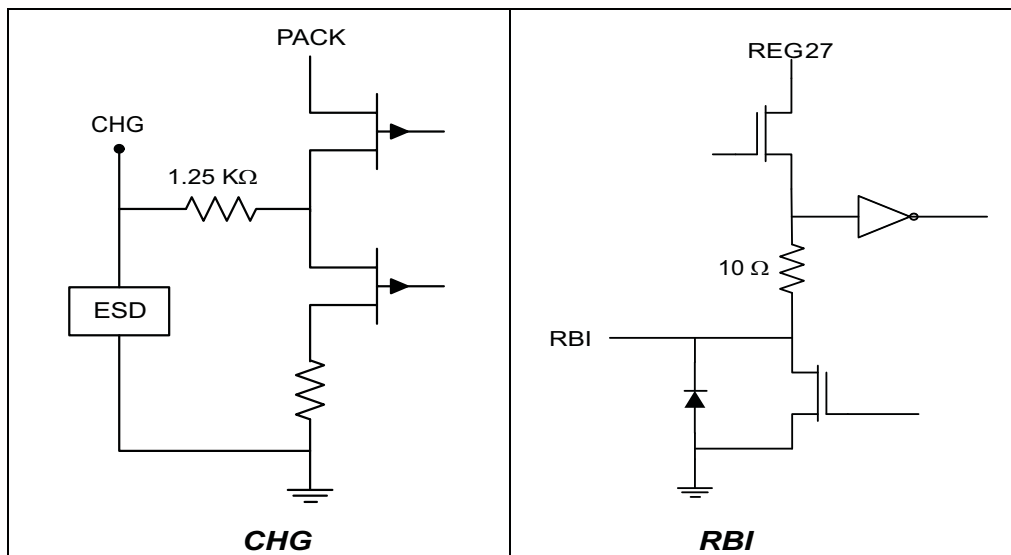 PACK
CHG
1.25 KΩ
ESD
CHG
REG27
10 Ω
RBI
RBI